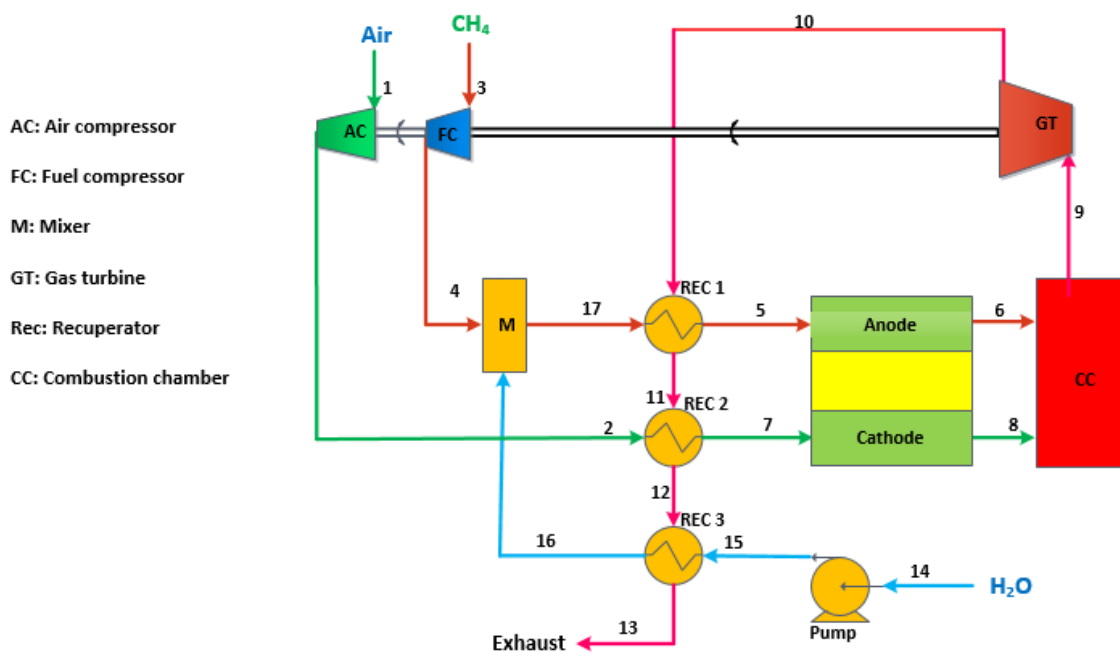 10
Air
CH₄
1
3
AC: Air compressor
AC
FC
GT
FC: Fuel compressor
M: Mixer
9
GT: Gas turbine
4
17
REC 1
5
6
M
Anode
Rec: Recuperator
CC: Combustion chamber
CC
11
REC 2
2
7
8
Cathode
12
REC 3
16
15
14
H₂O
13
Pump
Exhaust